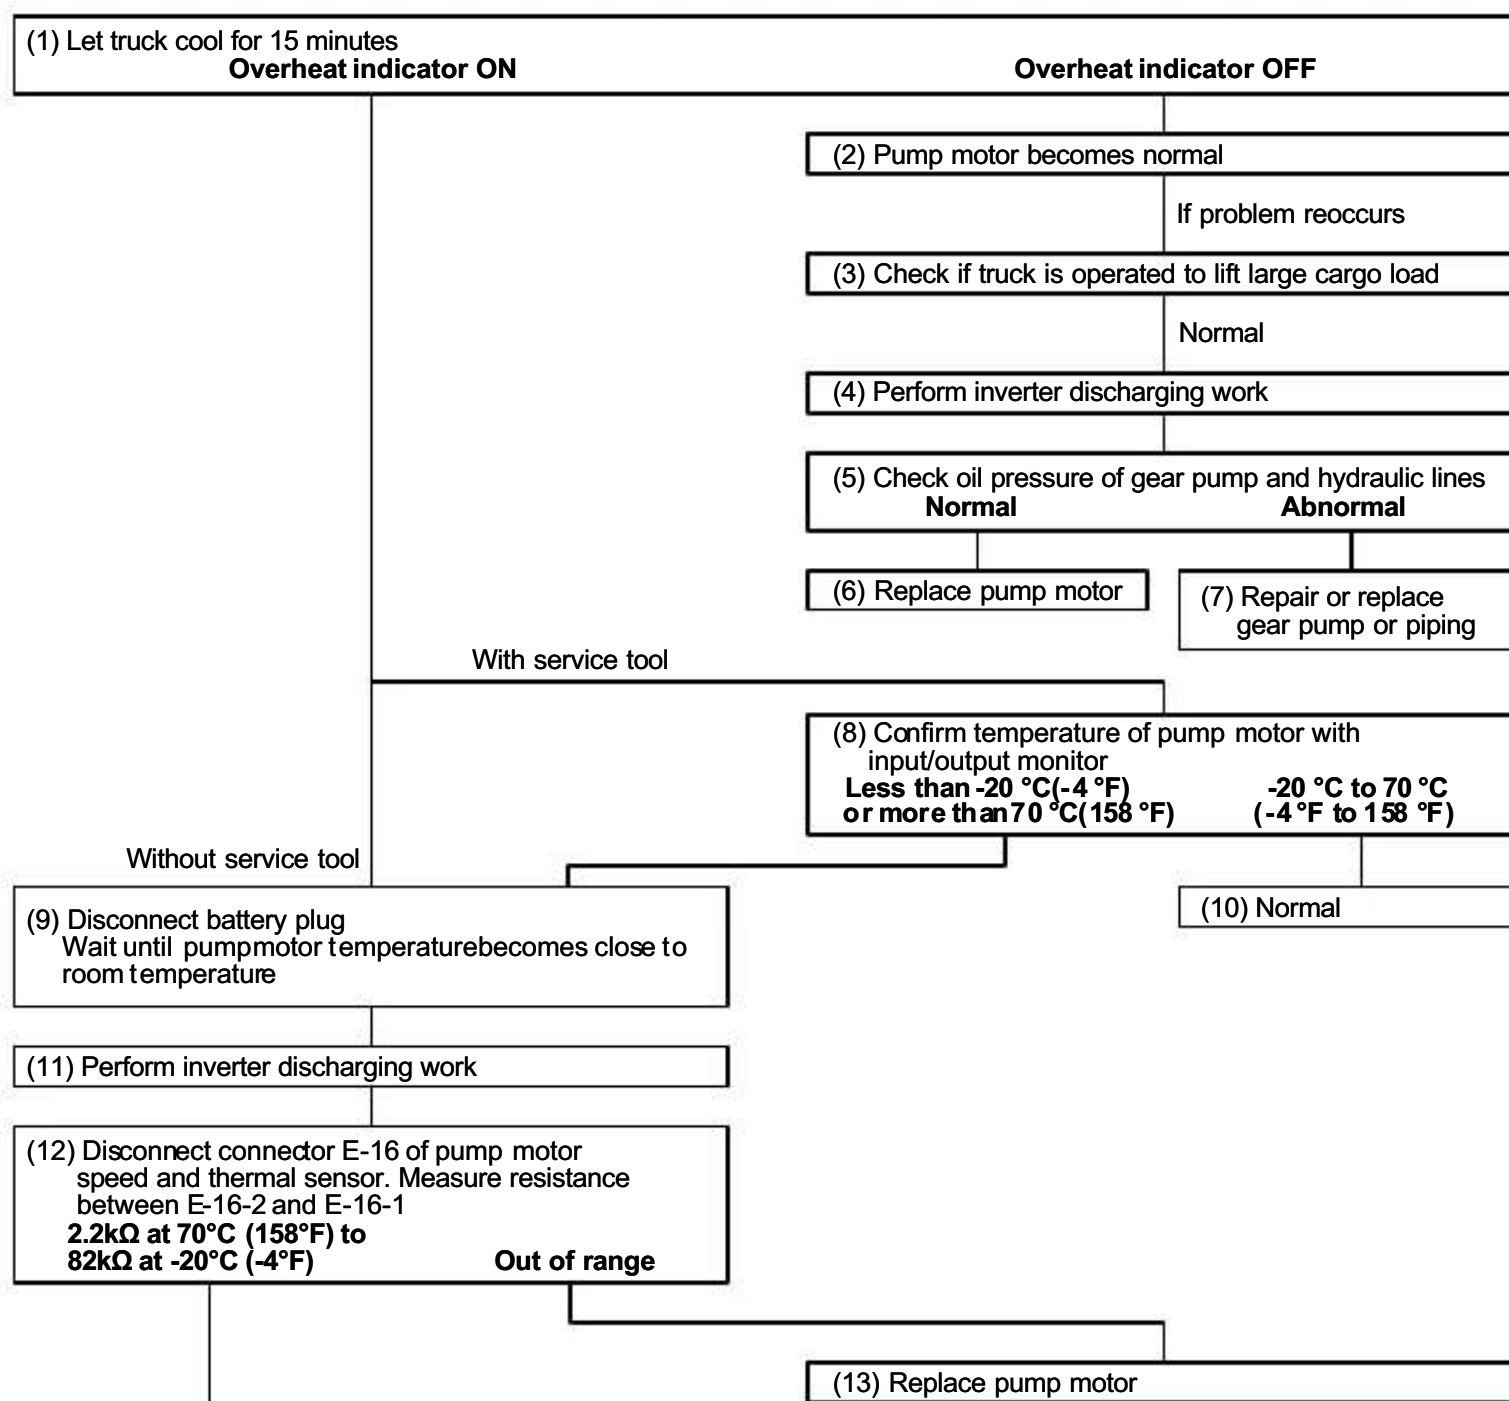 (1) Let truck cool for 15 minutes
Overheat indicator ON
Overheat indicator OFF
(2) Pump motor becomes normal
If problem reoccurs
(3) Check if truck is operated to lift large cargo load
Normal
(4) Perform inverter discharging work
(5) Check oil pressure of gear pump and hydraulic lines
Normal
Abnormal
(6) Replace pump motor
(7) Repair or replace
gear pump or piping
With service tool
(8) Confirm temperature of pump motor with
input/output monitor
Less than -20 °C(-4 °F)
or more than 70 °C(158 °F)
-20 °C to 70 °C
(-4 °F to 158 °F)
Without service tool
(9) Disconnect battery plug
Wait until pumpmotor temperaturebecomes close to
room temperature
(10) Normal
(11) Perform inverter discharging work
(12) Disconnect connector E-16 of pump motor
speed and thermal sensor. Measure resistance
between E-16-2 and E-16-1
2.2kΩ at 70°C (158°F) to
82kΩ at -20°C (-4°F)
Out of range
(13) Replace pump motor